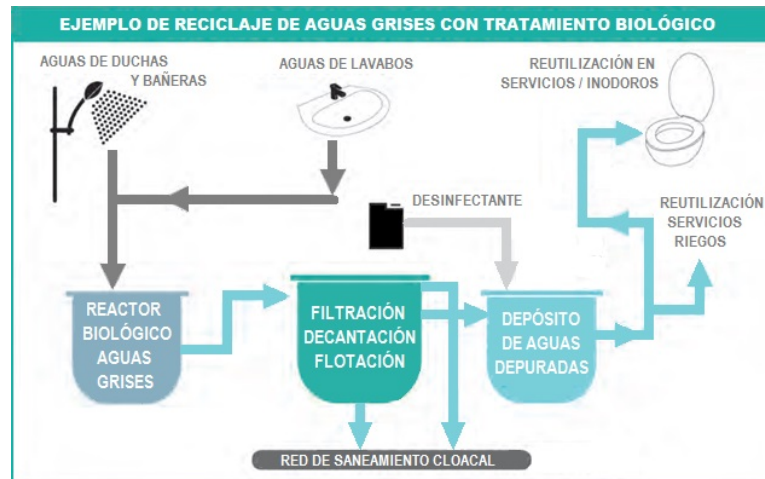 EJEMPLO DE RECICLAJE DE AGUAS GRISES CON TRATAMIENTO BIOLÓGICO
AGUAS DE DUCHAS
Y BAÑERAS
AGUAS DE LAVABOS
REUTILIZACIÓN EN
SERVICIOS / INODOROS
DESINFECTANTE
REUTILIZACIÓN
SERVICIOS
RIEGOS
REACTOR
BIOLÓGICO
AGUAS
GRISES
FILTRACIÓN
DECANTACIÓN
FLOTACIÓN
DEPÓSITO
DE AGUAS
DEPURADAS
RED DE SANEAMIENTO CLOACAL